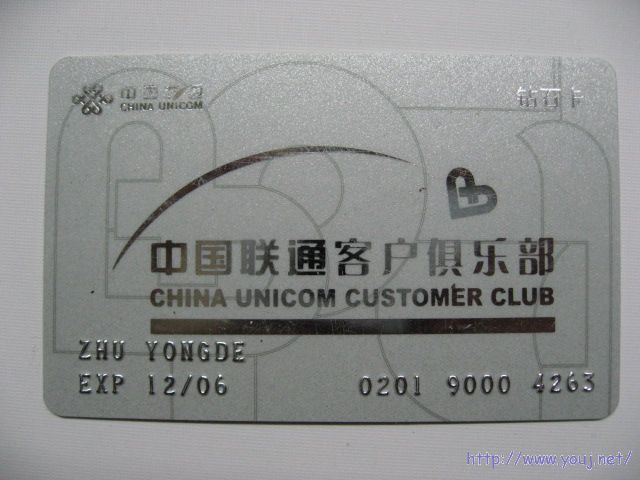 中国联通
CHINA UNICOM
钻石卡
中国联通客户俱乐部
CHINA UNICOM CUSTOMER CLUB
ZHU YONGDE
EXP 12/06
0201 9000 4263
http://www.youj.net/